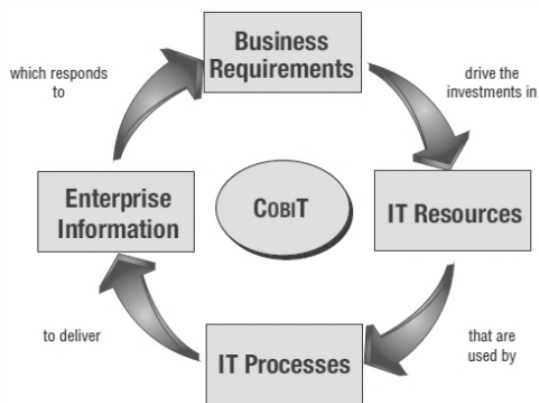 Business
Requirements
which responds
to
drive the
investments in
Enterprise
Information
COBIT
IT Resources
to deliver
that are
used by
IT Processes